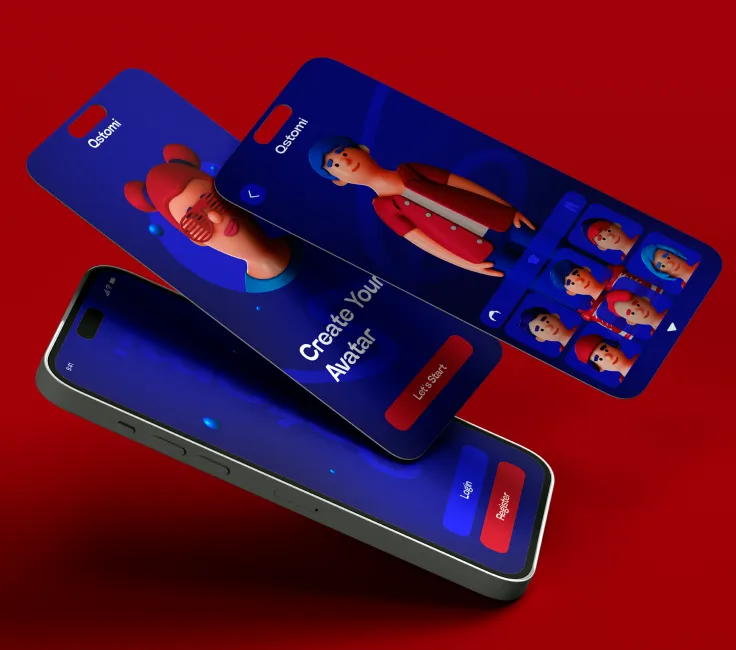 Qstomi
Create Your
Avatar
Let's Start
Qstomi
Login
Register